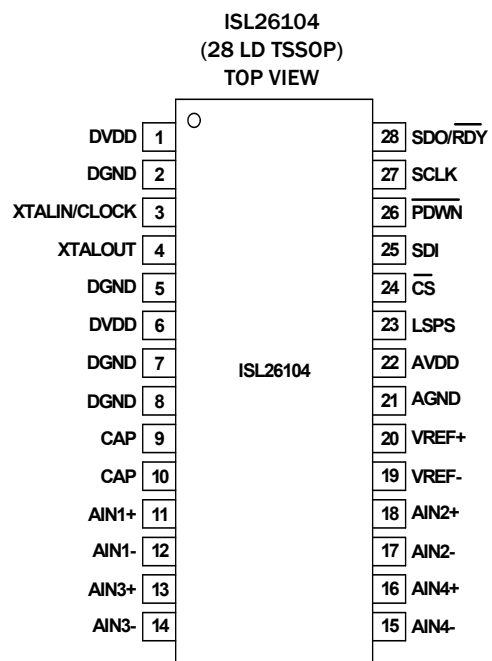 ISL26104
(28 LD TSSOP)
TOP VIEW
DVDD 1 28 SDO/RDY
DGND 2 27 SCLK
XTALIN/CLOCK 3 26 PDWN
XTALOUT 4 25 SDI
DGND 5 24 CS
DVDD 6 23 LSPS
DGND 7 22 AVDD
ISL26104
DGND 8 21 AGND
CAP 9 20 VREF+
CAP 10 19 VREF-
AIN1+ 11 18 AIN2+
AIN1- 12 17 AIN2-
AIN3+ 13 16 AIN4+
AIN3- 14 15 AIN4-